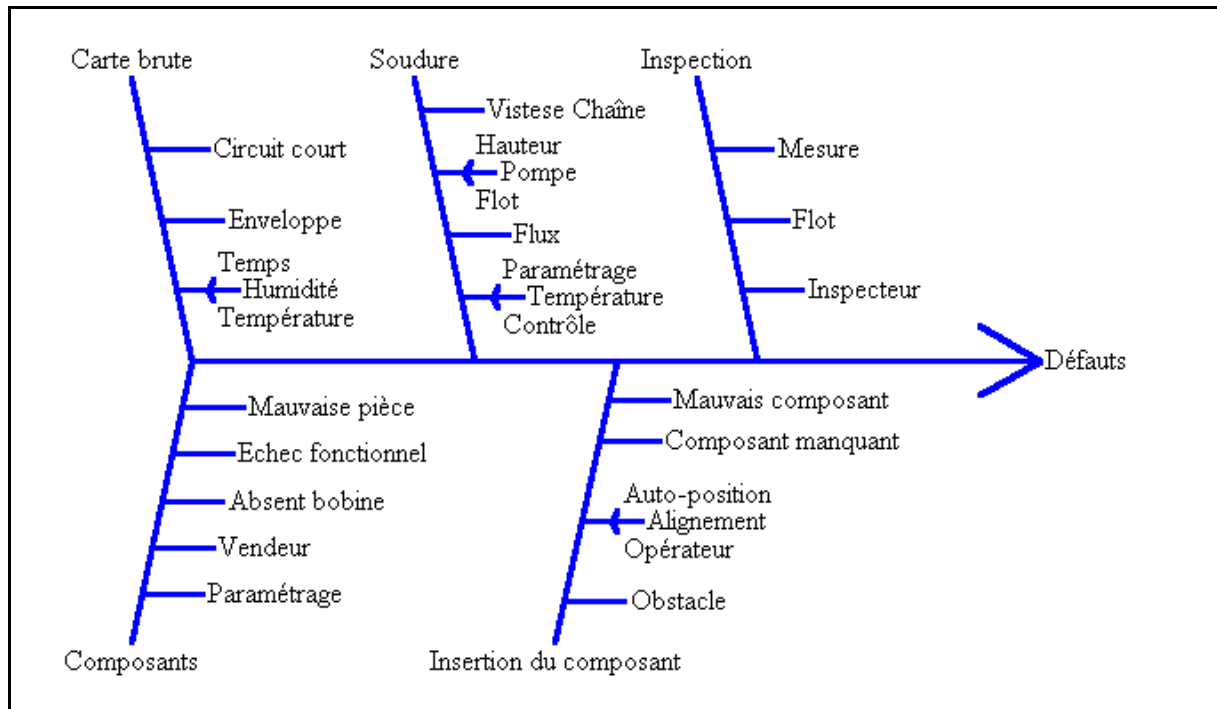 Carte brute
Soudure
Inspection
Vistese Chaîne
Circuit court
Hauteur
Pompe
Flot
Mesure
Enveloppe
Flux
Flot
Temps
Humidité
Température
Paramétrage
Température
Contrôle
Inspecteur
Défauts
Mauvaise pièce
Echec fonctionnel
Absent bobine
Vendeur
Paramétrage
Composants
Mauvais composant
Composant manquant
Auto-position
Alignement
Opérateur
Obstacle
Insertion du composant